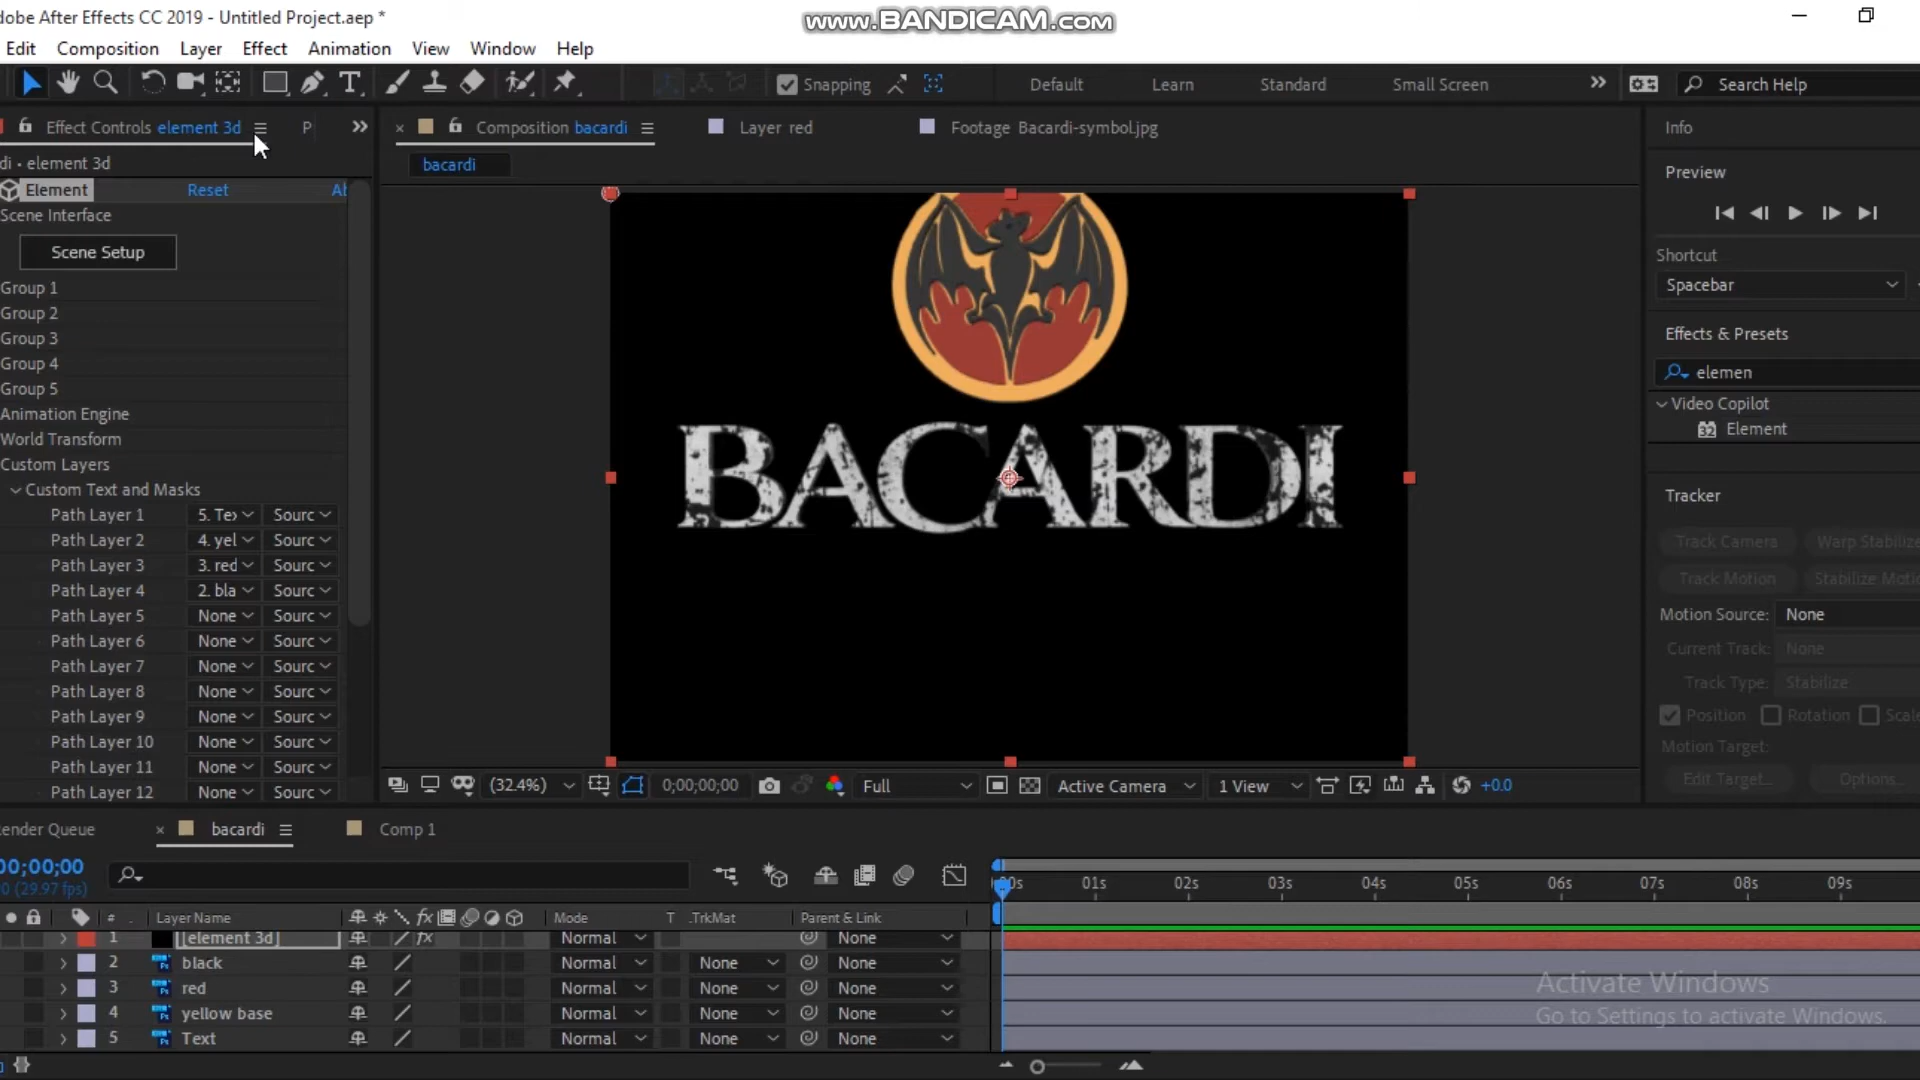 dobe After Effects CC 2019 - Untitled Project.aep *
www.BANDICAM.com
Edit Composition Layer Effect Animation View Window Help
T Snapping Default Learn Standard Small Screen Search Help
Effect Controls element 3d P
Composition bacardi Layer red Footage Bacardi-symbol.jpg
Info
di • element 3d
bacardi
Element Reset Ab
Scene Interface
Scene Setup
Group 1
Group 2
Group 3
Group 4
Group 5
Animation Engine
World Transform
Custom Layers
Custom Text and Masks
Path Layer 1 5. Te Sourc
Path Layer 2 4. yel Sourc
Path Layer 3 3. red Sourc
Path Layer 4 2. bla Sourc
Path Layer 5 None Sourc
Path Layer 6 None Sourc
Path Layer 7 None Sourc
Path Layer 8 None Sourc
Path Layer 9 None Sourc
Path Layer 10 None Sourc
Path Layer 11 None Sourc
Path Layer 12 None Sourc
BACARDI
(32.4%) 0;00;00;00 Full Active Camera 1 View +0.0
Preview
Shortcut
Spacebar
Effects & Presets
elemen
Video Copilot
32 Element
Tracker
Track Camera Warp Stabilize
Track Motion Stabilize Moti
Motion Source: None
Current Track: None
Track Type: Stabilize
Position Rotation Scale
Motion Target:
Edit Target... Options...
ender Queue bacardi Comp 1
00;00;00
0 (29.97 fps)
00s 01s 02s 03s 04s 05s 06s 07s 08s 09s
# Layer Name fx Mode T .TrkMat Parent & Link
1 [element 3d] fx Normal None
2 black Normal None None
3 red Normal None None
4 yellow base Normal None None
5 Text Normal None None
Activate Windows
Go to Settings to activate Windows.